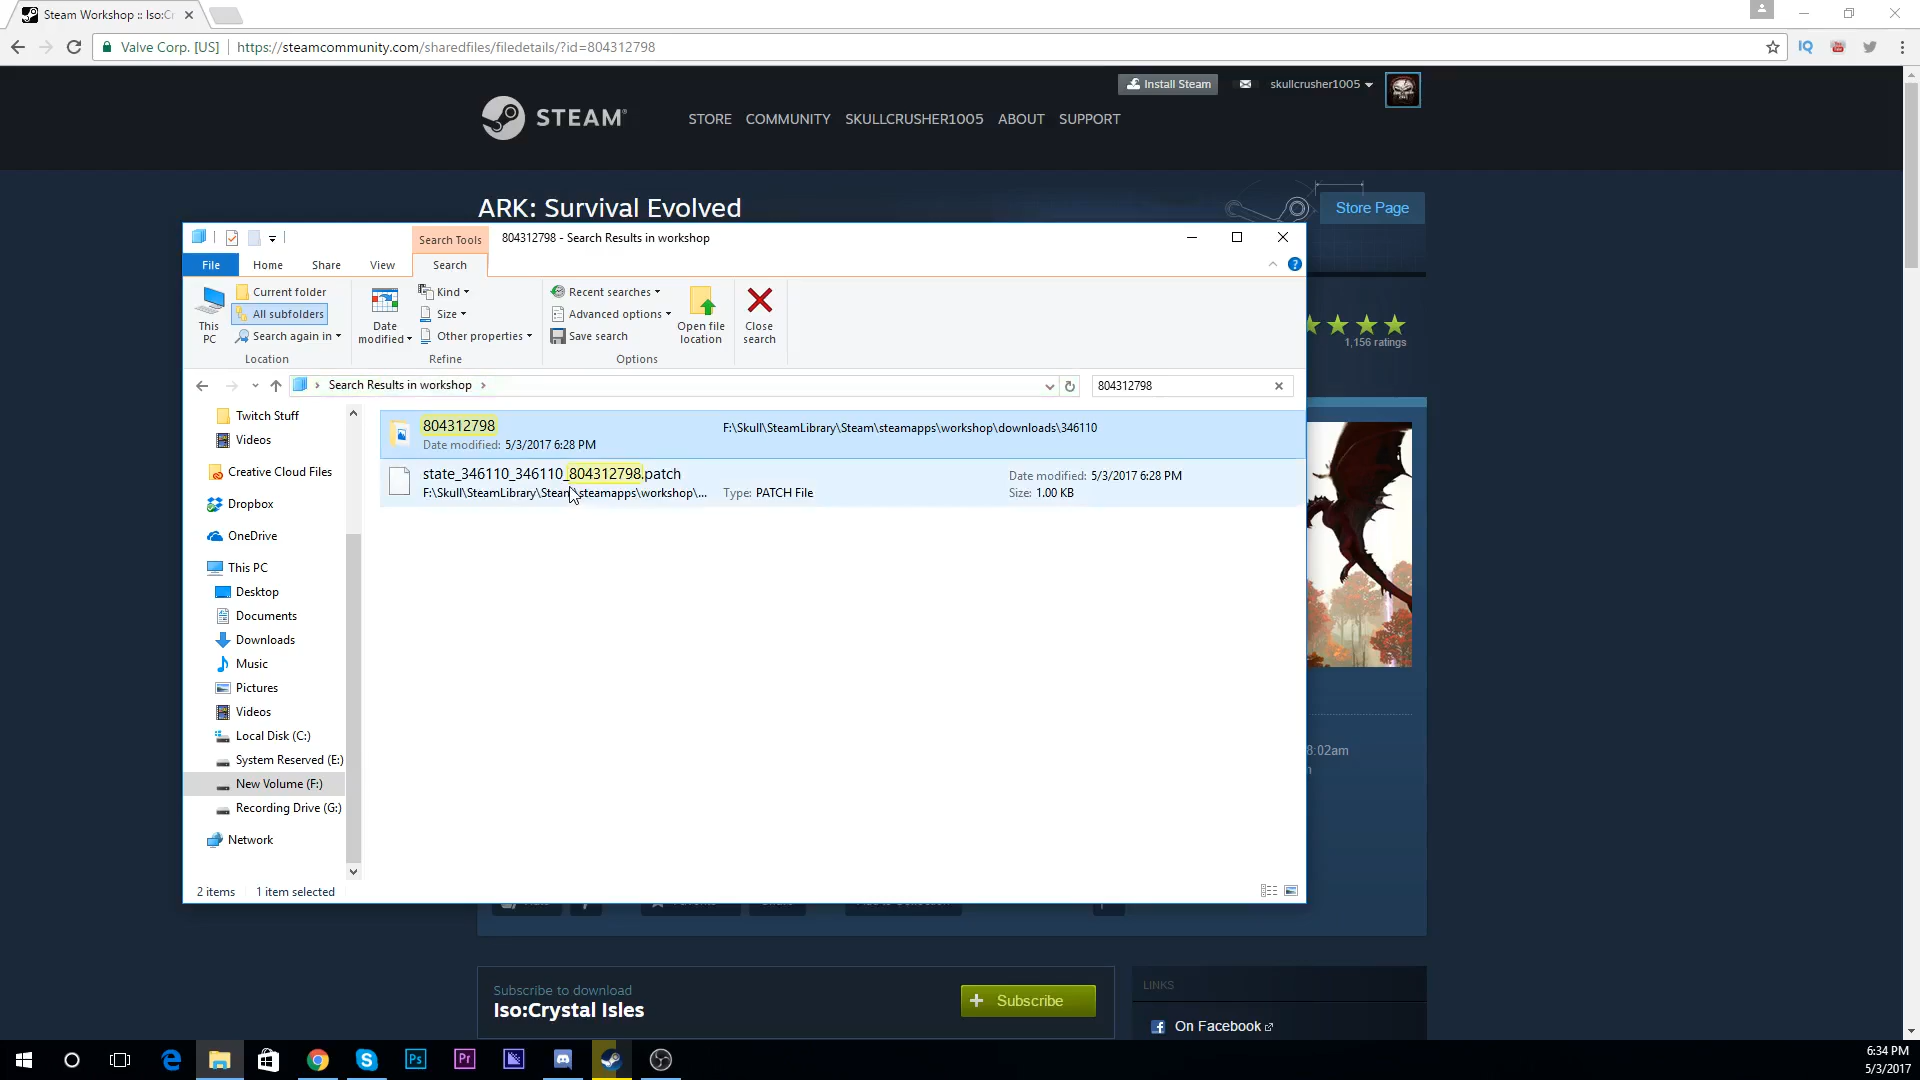 Steam Workshop :: Iso:Cr
Valve Corp. [US]
https://steamcommunity.com/sharedfiles/filedetails/?id=804312798
Install Steam
skullcrusher1005
STEAM
STORE COMMUNITY SKULLCRUSHER1005 ABOUT SUPPORT
ARK: Survival Evolved
Store Page
804312798 - Search Results in workshop
Search Tools
File Home Share View Search
This PC
Current folder
All subfolders
Search again in
Location
Date modified
Kind
Size
Other properties
Refine
Recent searches
Advanced options
Save search
Options
Open file location
Close search
1,156 ratings
Search Results in workshop
804312798
Twitch Stuff
Videos
Creative Cloud Files
Dropbox
OneDrive
This PC
Desktop
Documents
Downloads
Music
Pictures
Videos
Local Disk (C:)
System Reserved (E:)
New Volume (F:)
Recording Drive (G:)
Network
804312798
Date modified: 5/3/2017 6:28 PM
F:\Skull\SteamLibrary\Steam\steamapps\workshop\downloads\346110
state_346110_346110_804312798.patch
F:\Skull\SteamLibrary\Steam\steamapps\workshop\...
Type: PATCH File
Date modified: 5/3/2017 6:28 PM
Size: 1.00 KB
8:02am
2 items 1 item selected
Subscribe to download
Iso:Crystal Isles
Subscribe
LINKS
On Facebook
6:34 PM
5/3/2017